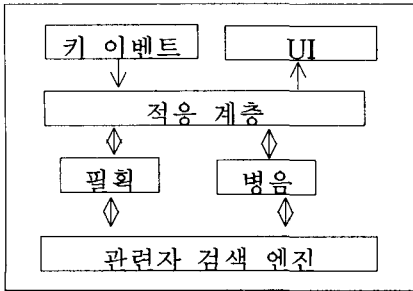 키 이벤트
UI
적응 계층
필획
병음
관련자 검색 엔진